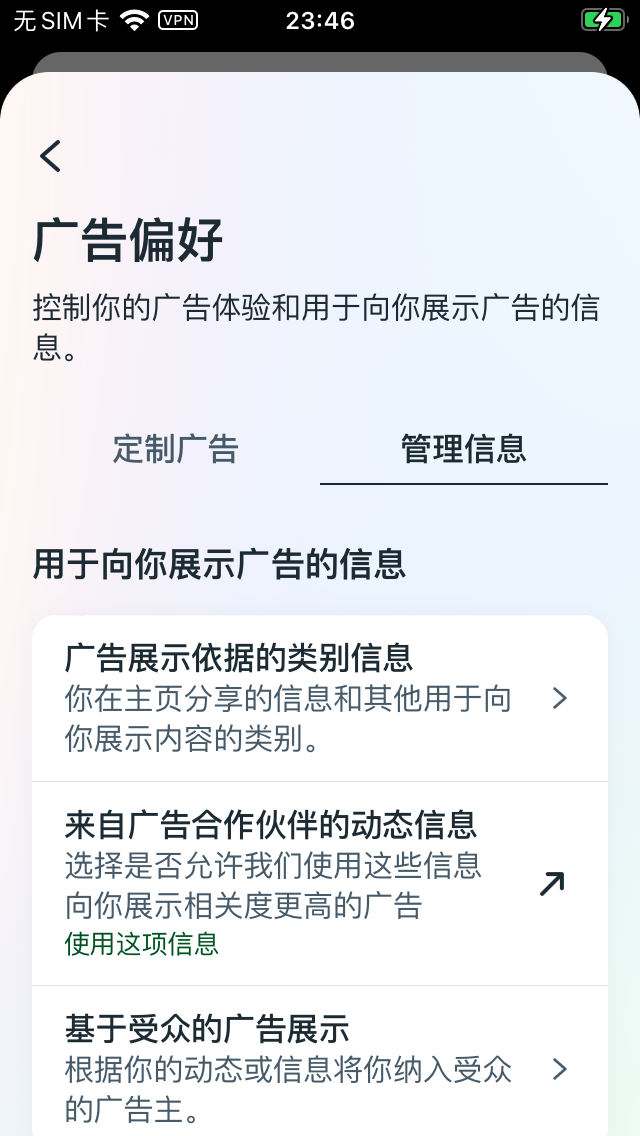 无SIM卡 VPN 23:46
广告偏好
控制你的广告体验和用于向你展示广告的信
息。
定制广告 管理信息
用于向你展示广告的信息
广告展示依据的类别信息
你在主页分享的信息和其他用于向
你展示内容的类别。
来自广告合作伙伴的动态信息
选择是否允许我们使用这些信息
向你展示相关度更高的广告
使用这项信息
基于受众的广告展示
根据你的动态或信息将你纳入受众
的广告主。